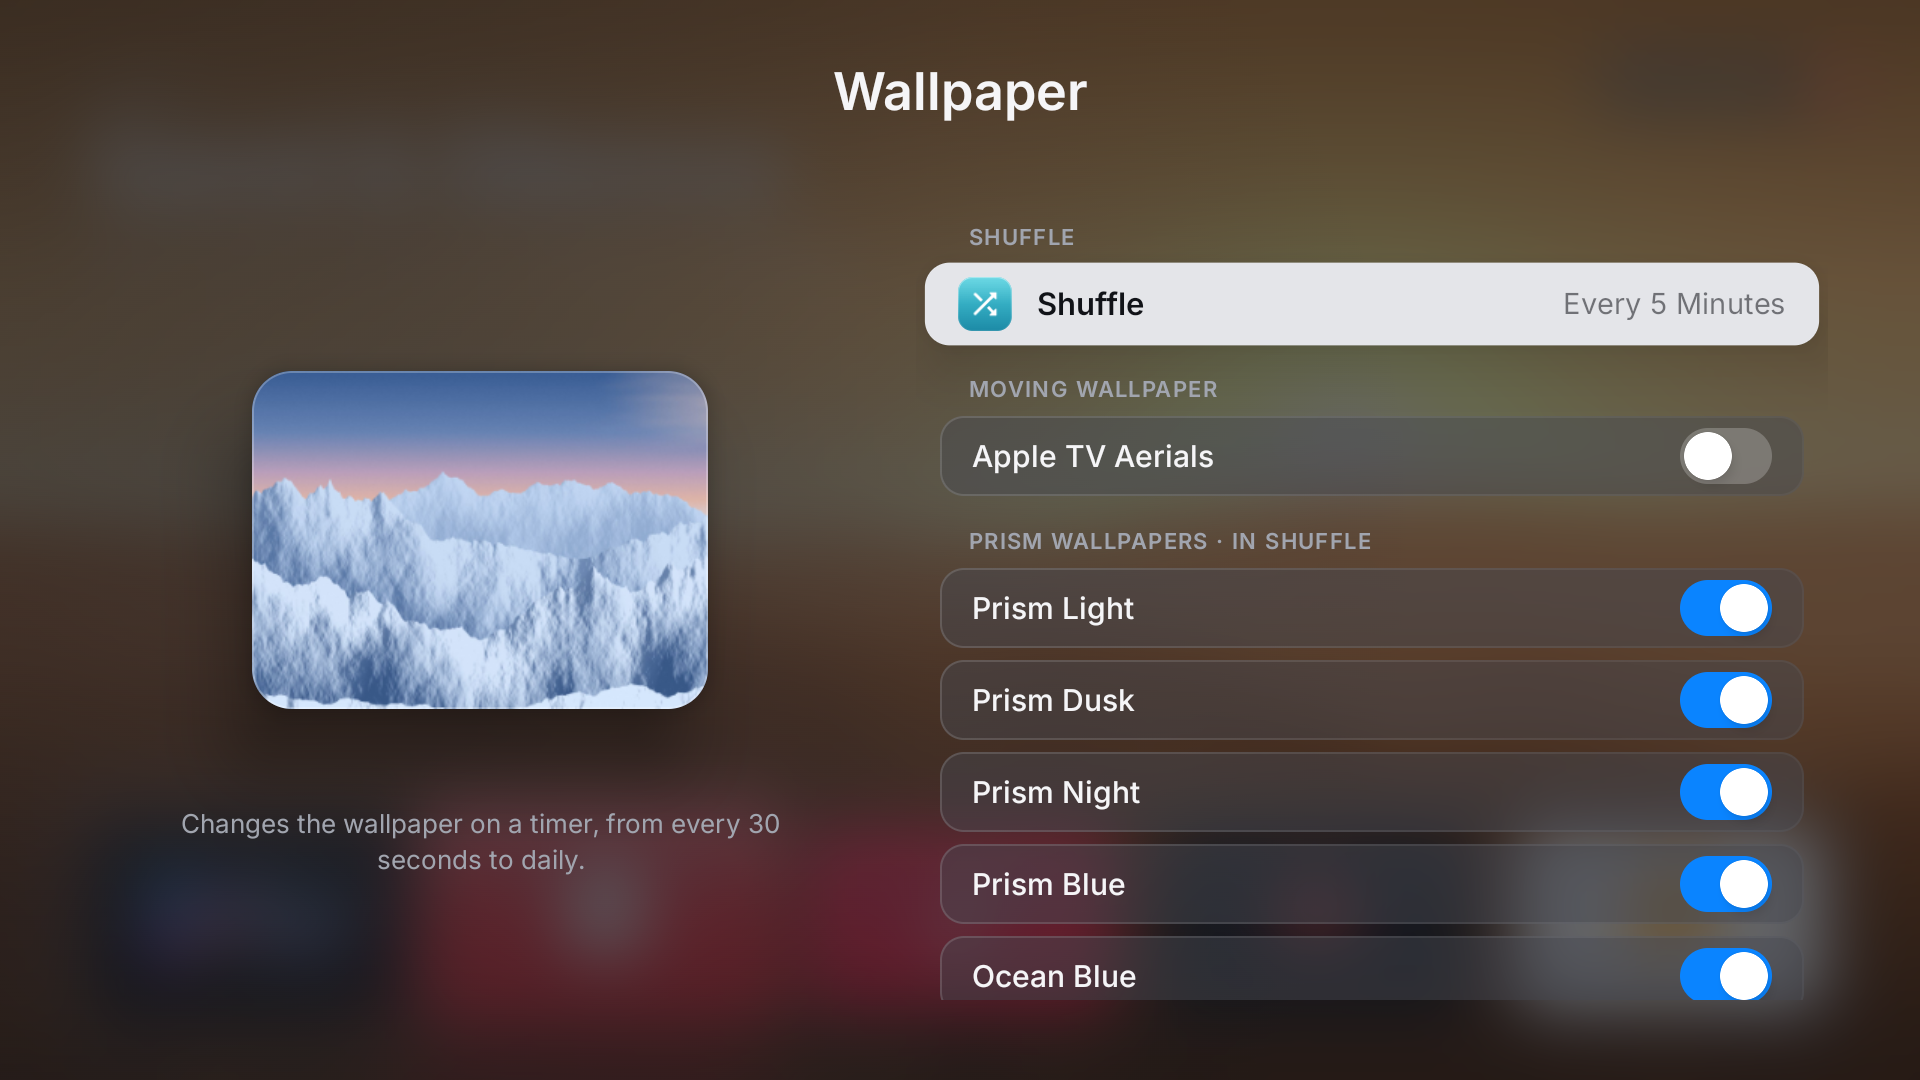 Wallpaper
SHUFFLE
Shuffle
Every 5 Minutes
MOVING WALLPAPER
Apple TV Aerials
PRISM WALLPAPERS · IN SHUFFLE
Prism Light
Prism Dusk
Prism Night
Prism Blue
Ocean Blue
Changes the wallpaper on a timer, from every 30
seconds to daily.